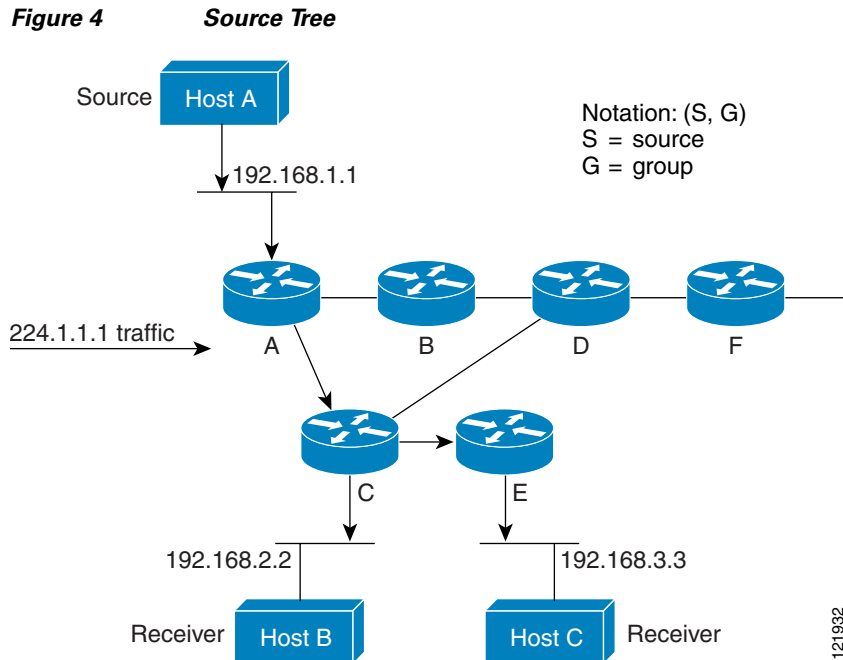 Figure 4 Source Tree
Source
Host A
Notation: (S, G)
S = source
G = group
192.168.1.1
224.1.1.1 traffic
A
B
D
F
C
E
192.168.2.2
192.168.3.3
Receiver
Host B
Host C
Receiver
121932